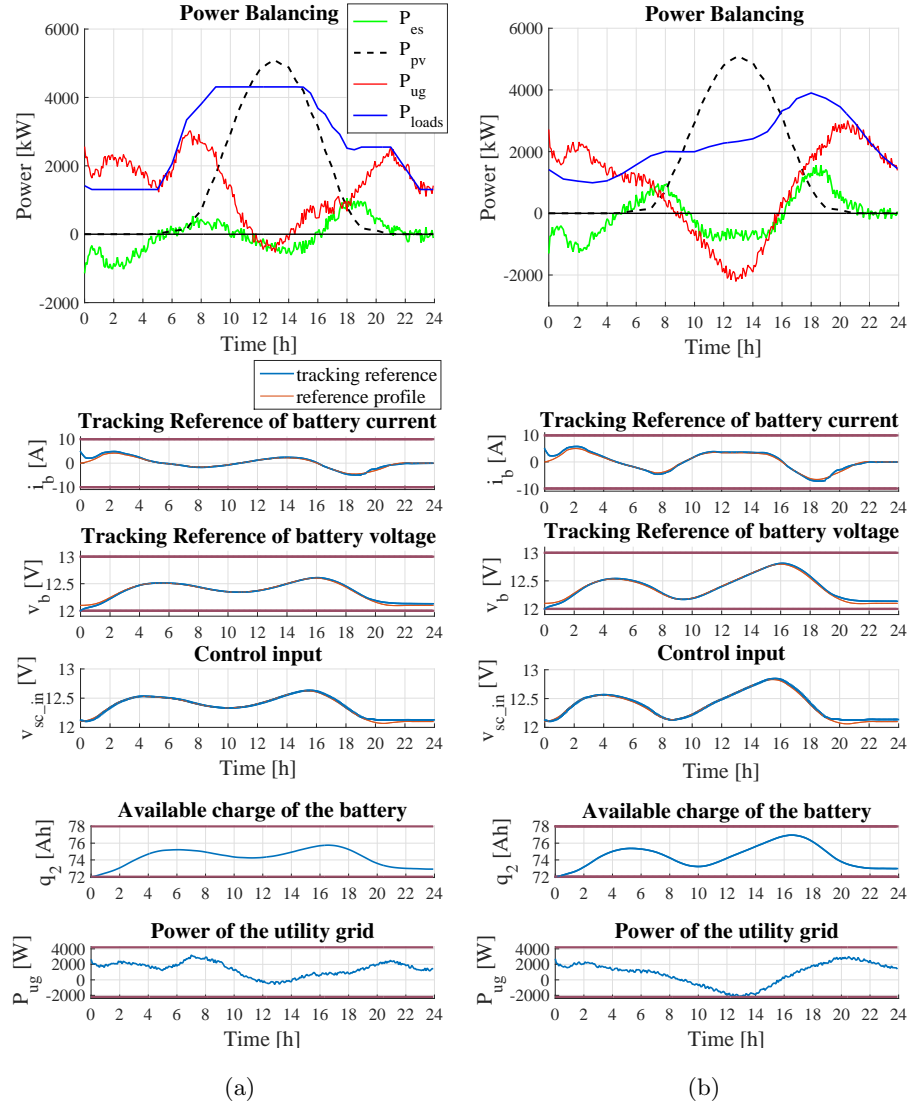 Power Balancing
P_es
P_pv
P_ug
P_loads
Power [kW]
6000
4000
2000
0
-2000
0 2 4 6 8 10 12 14 16 18 20 22 24
Time [h]
tracking reference
reference profile
Tracking Reference of battery current
i_b [A]
10
0
-10
0 2 4 6 8 10 12 14 16 18 20 22 24
Tracking Reference of battery voltage
v_b [V]
13
12.5
12
0 2 4 6 8 10 12 14 16 18 20 22 24
Control input
v_sc_in [V]
13
12.5
12
0 2 4 6 8 10 12 14 16 18 20 22 24
Time [h]
Available charge of the battery
q_2 [Ah]
78
76
74
72
0 2 4 6 8 10 12 14 16 18 20 22 24
Power of the utility grid
P_ug [W]
4000
2000
0
-2000
0 2 4 6 8 10 12 14 16 18 20 22 24
Time [h]
(a)
Power Balancing
Power [kW]
6000
4000
2000
0
-2000
0 2 4 6 8 10 12 14 16 18 20 22 24
Time [h]
Tracking Reference of battery current
i_b [A]
10
0
-10
0 2 4 6 8 10 12 14 16 18 20 22 24
Tracking Reference of battery voltage
v_b [V]
13
12.5
12
0 2 4 6 8 10 12 14 16 18 20 22 24
Control input
v_sc_in [V]
13
12.5
12
0 2 4 6 8 10 12 14 16 18 20 22 24
Time [h]
Available charge of the battery
q_2 [Ah]
78
76
74
72
0 2 4 6 8 10 12 14 16 18 20 22 24
Power of the utility grid
P_ug [W]
4000
2000
0
-2000
0 2 4 6 8 10 12 14 16 18 20 22 24
Time [h]
(b)